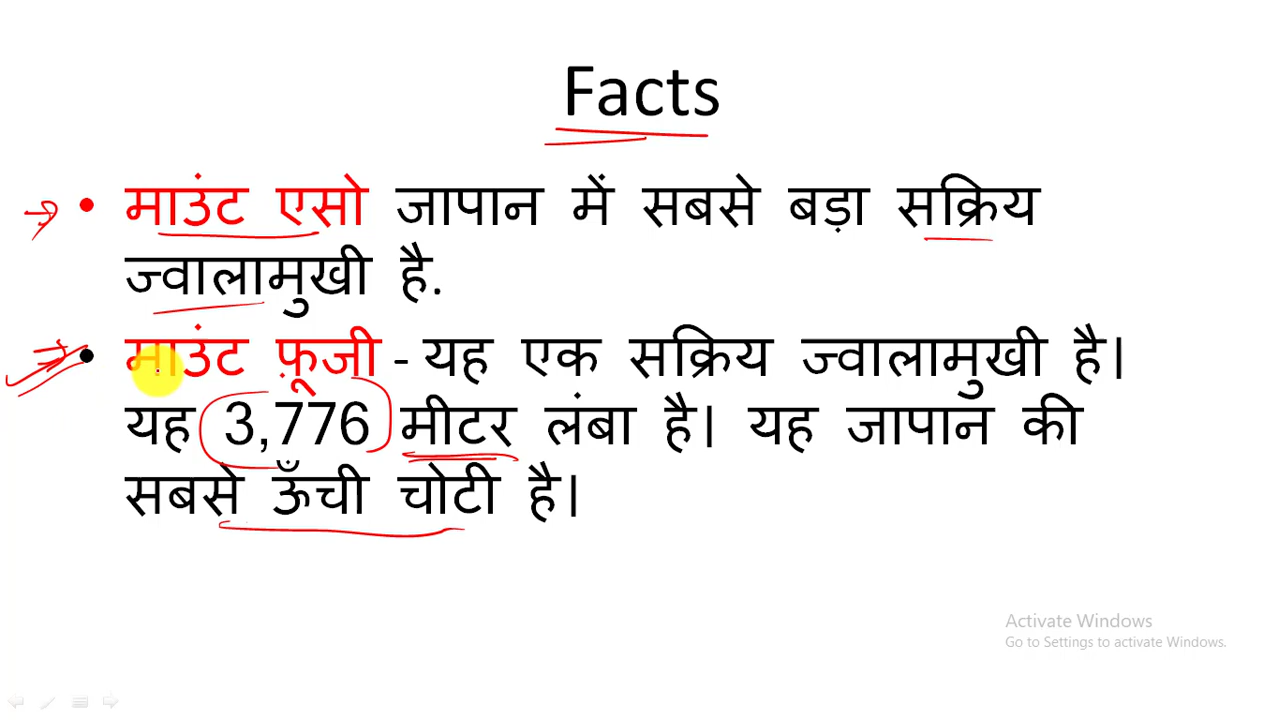 Facts
• माउंट एसो जापान में सबसे बड़ा सक्रिय
ज्वालामुखी है.
• माउंट फ़ूजी - यह एक सक्रिय ज्वालामुखी है।
यह 3,776 मीटर लंबा है। यह जापान की
सबसे ऊँची चोटी है।
Activate Windows
Go to Settings to activate Windows.